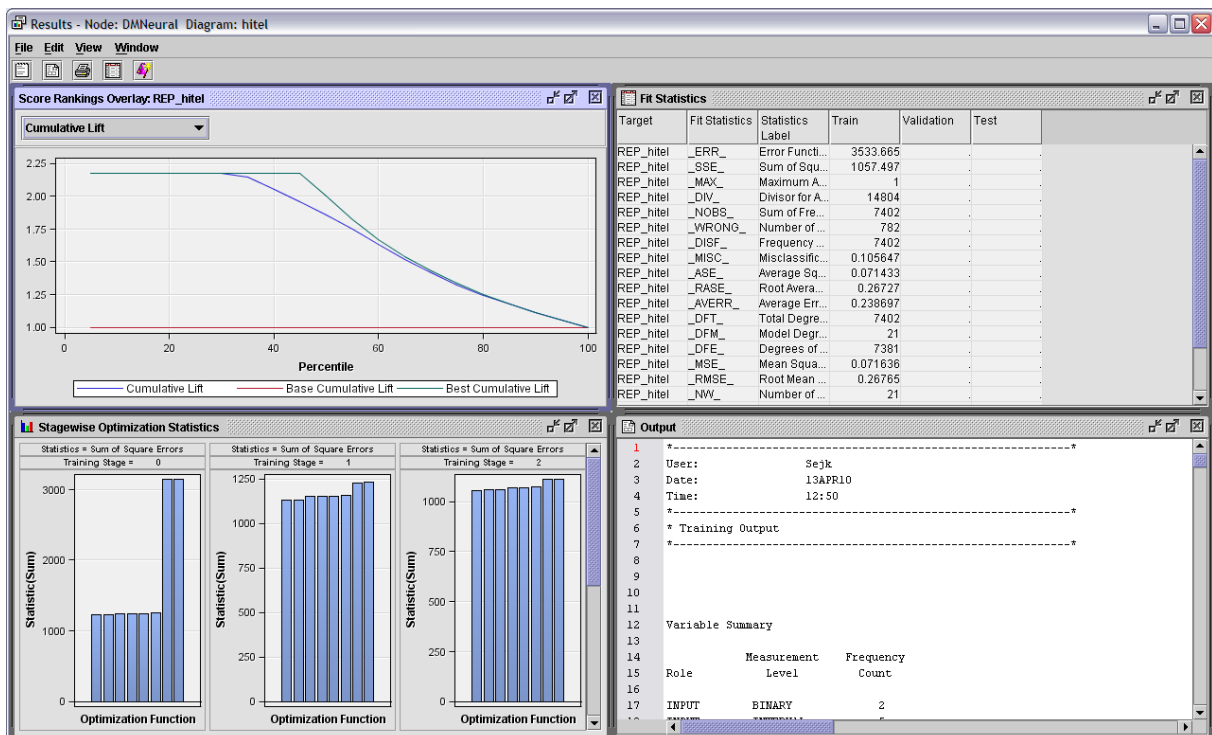 Results - Node: DMNeural Diagram: hitel
File Edit View Window
Score Rankings Overlay: REP_hitel
Cumulative Lift
2.25
2.00
1.75
1.50
1.25
1.00
0 20 40 60 80 100
Percentile
Cumulative Lift Base Cumulative Lift Best Cumulative Lift
Fit Statistics
Target Fit Statistics Statistics Label Train Validation Test
REP_hitel _ERR_ Error Functi... 3533.665 . .
REP_hitel _SSE_ Sum of Squ... 1057.497 . .
REP_hitel _MAX_ Maximum A... 1 . .
REP_hitel _DIV_ Divisor for A... 14804 . .
REP_hitel _NOBS_ Sum of Fre... 7402 . .
REP_hitel _WRONG_ Number of ... 782 . .
REP_hitel _DISF_ Frequency ... 7402 . .
REP_hitel _MISC_ Misclassific... 0.105647 . .
REP_hitel _ASE_ Average Sq... 0.071433 . .
REP_hitel _RASE_ Root Avera... 0.26727 . .
REP_hitel _AVERR_ Average Err... 0.238697 . .
REP_hitel _DFT_ Total Degre... 7402 . .
REP_hitel _DFM_ Model Degr... 21 . .
REP_hitel _DFE_ Degrees of ... 7381 . .
REP_hitel _MSE_ Mean Squa... 0.071636 . .
REP_hitel _RMSE_ Root Mean ... 0.26765 . .
REP_hitel _NW_ Number of ... 21 . .
Stagewise Optimization Statistics
Statistics = Sum of Square Errors
Training Stage = 0
3000
2000
1000
0
Statistic(Sum)
Optimization Function
Statistics = Sum of Square Errors
Training Stage = 1
1250
1000
750
500
250
0
Statistic(Sum)
Optimization Function
Statistics = Sum of Square Errors
Training Stage = 2
1000
750
500
250
0
Statistic(Sum)
Optimization Function
Output
1 *------------------------------------------------------------*
2 User: Sejk
3 Date: 13APR10
4 Time: 12:50
5 *------------------------------------------------------------*
6 * Training Output
7 *------------------------------------------------------------*
8
9
10
11
12 Variable Summary
13
14 Measurement Frequency
15 Role Level Count
16
17 INPUT BINARY 2